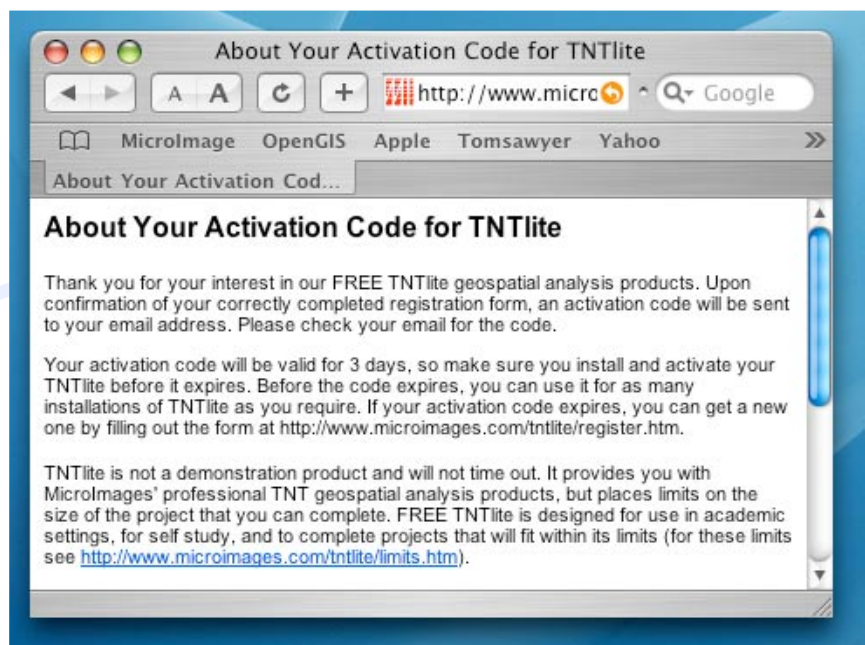 About Your Activation Code for TNTlite
A A
http://www.micro
Google
MicroImage OpenGIS Apple Tomsawyer Yahoo
About Your Activation Cod...
About Your Activation Code for TNTlite
Thank you for your interest in our FREE TNTlite geospatial analysis products. Upon
confirmation of your correctly completed registration form, an activation code will be sent
to your email address. Please check your email for the code.
Your activation code will be valid for 3 days, so make sure you install and activate your
TNTlite before it expires. Before the code expires, you can use it for as many
installations of TNTlite as you require. If your activation code expires, you can get a new
one by filling out the form at http://www.microimages.com/tntlite/register.htm.
TNTlite is not a demonstration product and will not time out. It provides you with
MicroImages' professional TNT geospatial analysis products, but places limits on the
size of the project that you can complete. FREE TNTlite is designed for use in academic
settings, for self study, and to complete projects that will fit within its limits (for these limits
see http://www.microimages.com/tntlite/limits.htm).